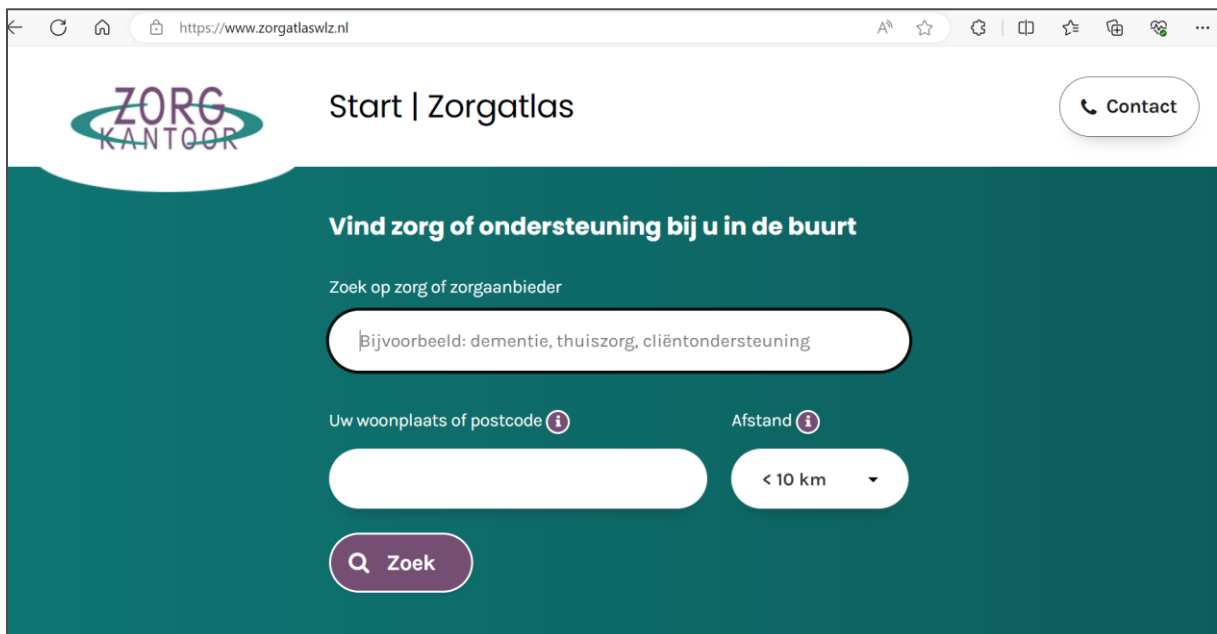 https://www.zorgatlaswlz.nl
ZORG
KANTOOR
Start | Zorgatlas
Contact
Vind zorg of ondersteuning bij u in de buurt
Zoek op zorg of zorgaanbieder
Bijvoorbeeld: dementie, thuiszorg, cliëntondersteuning
Uw woonplaats of postcode
Afstand
< 10 km
Zoek